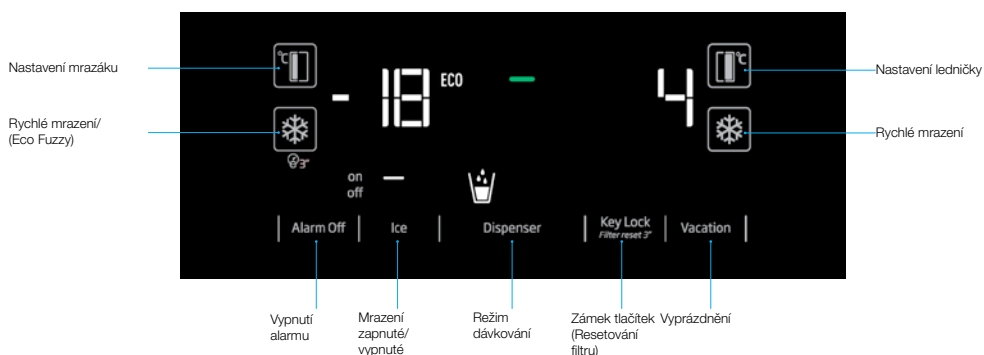 Nastavení mrazáku
Rychlé mrazení/
(Eco Fuzzy)
°C
- 18
ECO
3"
on
off
4
°C
Nastavení ledničky
Rychlé mrazení
Alarm Off
Ice
Dispenser
Key Lock
Filter reset 3"
Vacation
Vypnutí
alarmu
Mrazení
zapnuté/
vypnuté
Režim
dávkování
Zámek tlačítek
(Resetování
filtru)
Vyprázdnění